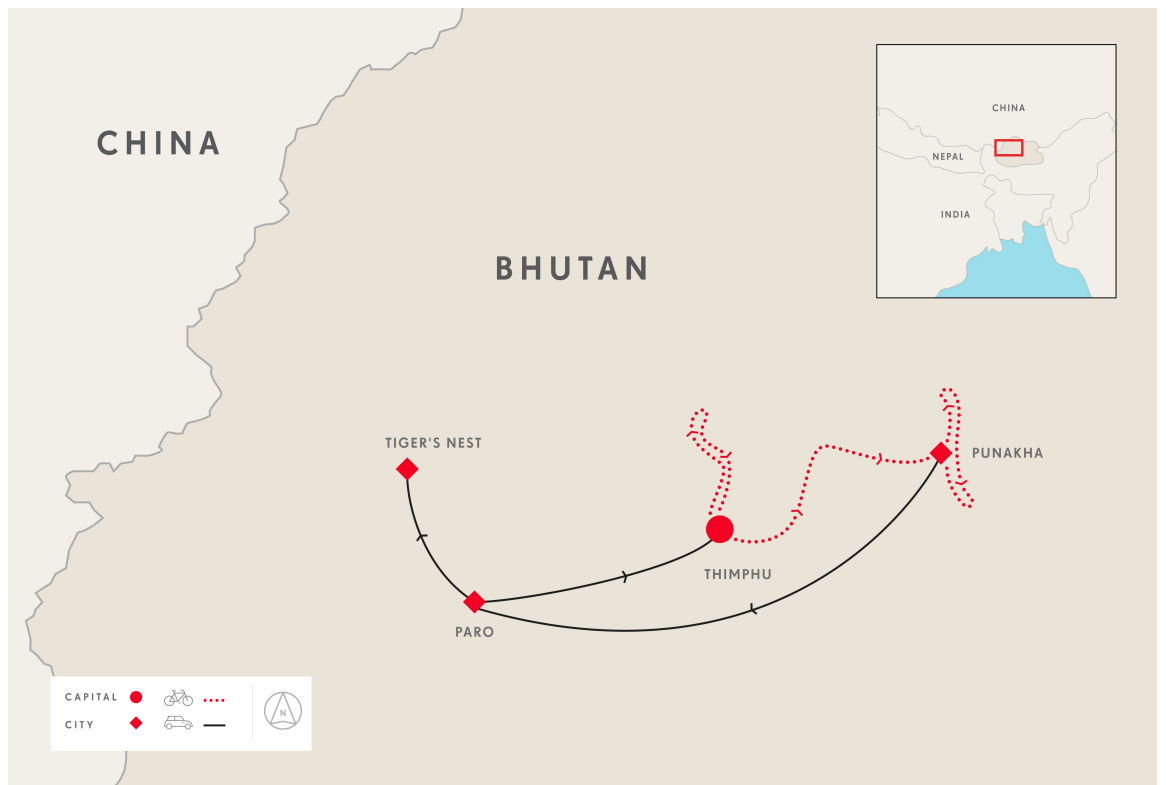 CHINA
BHUTAN
CHINA
NEPAL
INDIA
TIGER'S NEST
PUNAKHA
THIMPHU
PARO
CAPITAL
CITY
N